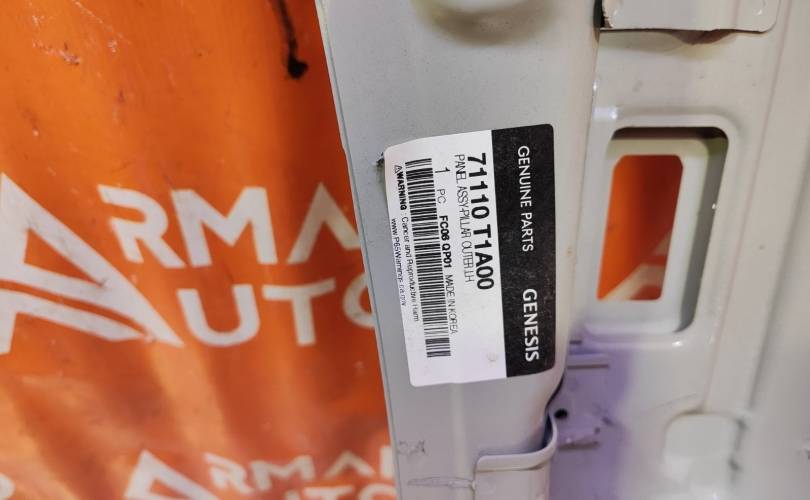 GENUINE PARTS GENESIS
71110 T1A00
PANEL ASSY-PILLAR OUTER,LH
1 PC FC06 QP01 MADE IN KOREA
⚠WARNING : Cancer and Reproductive Harm
www.P65Warnings.ca.gov
ARMA
AUTO
ARMA